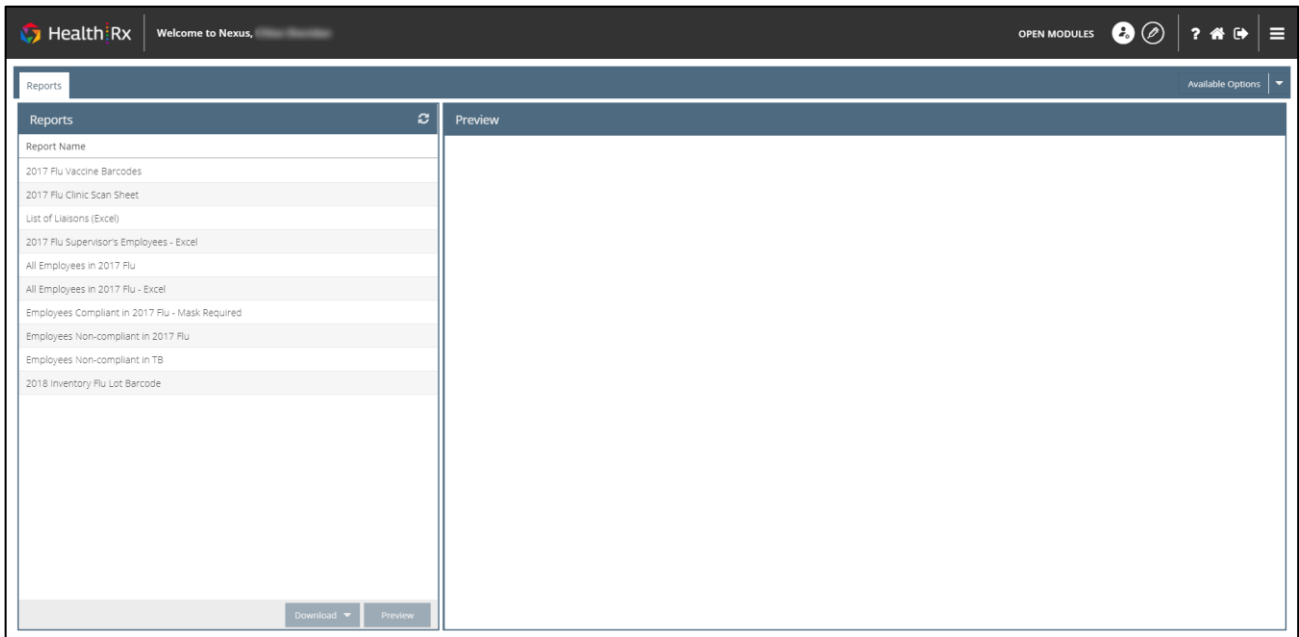 Health Rx
Welcome to Nexus,
OPEN MODULES
?
Reports
Available Options
Reports
Preview
Report Name
2017 Flu Vaccine Barcodes
2017 Flu Clinic Scan Sheet
List of Liaisons (Excel)
2017 Flu Supervisor's Employees - Excel
All Employees in 2017 Flu
All Employees in 2017 Flu - Excel
Employees Compliant in 2017 Flu - Mask Required
Employees Non-compliant in 2017 Flu
Employees Non-compliant in TB
2018 Inventory Flu Lot Barcode
Download
Preview